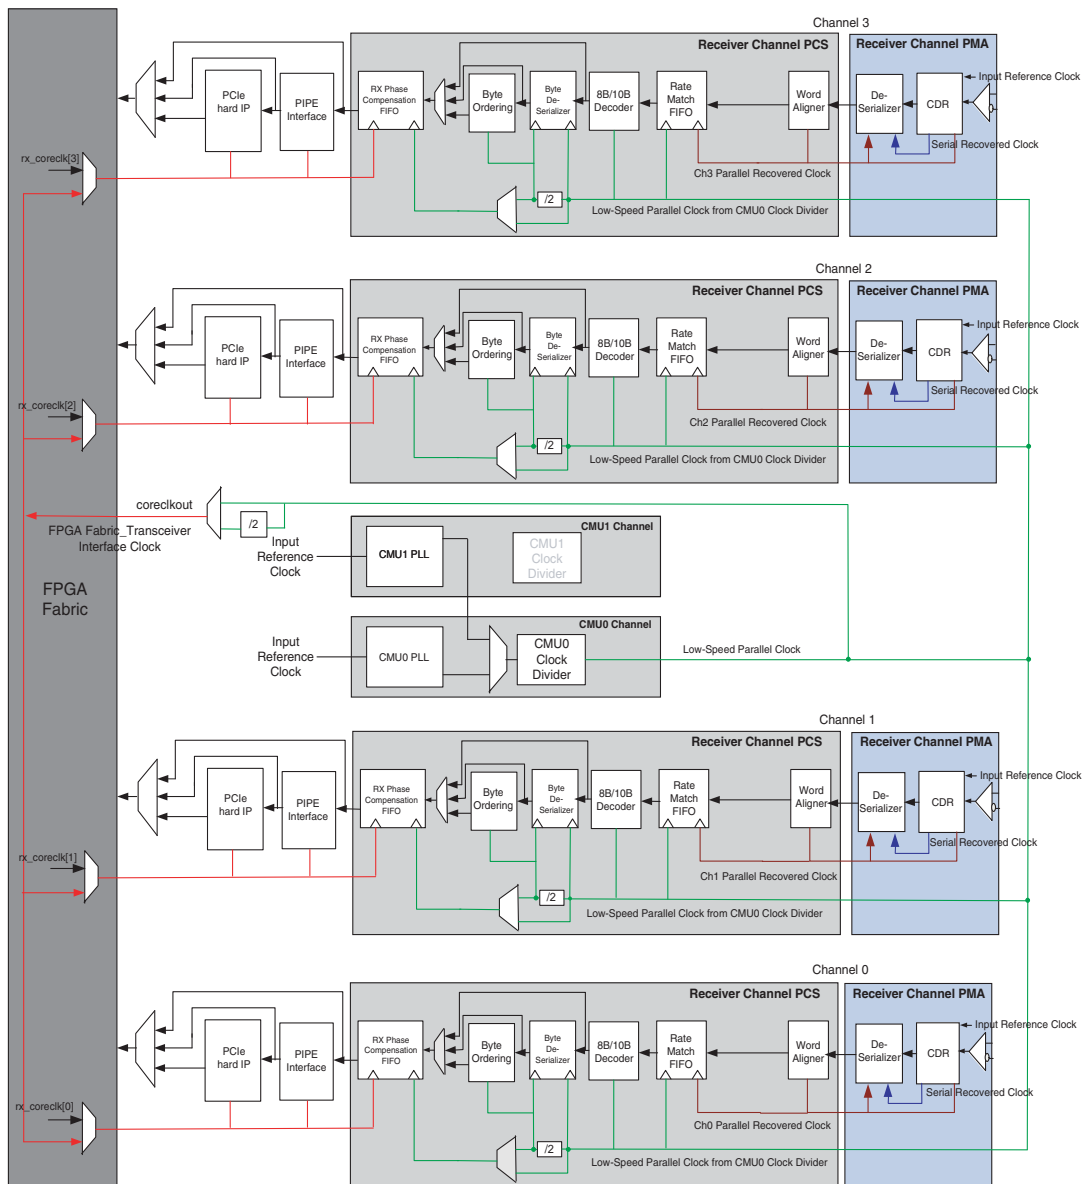 Channel 3
Receiver Channel PCS
Receiver Channel PMA
PCIe
hard IP
PIPE
Interface
RX Phase
Compensation
FIFO
Byte
Ordering
Byte
De-
Serializer
8B/10B
Decoder
Rate
Match
FIFO
Word
Aligner
De-
Serializer
CDR
Input Reference Clock
Serial Recovered Clock
rx_coreclk[3]
Ch3 Parallel Recovered Clock
/2
Low-Speed Parallel Clock from CMU0 Clock Divider
Channel 2
Receiver Channel PCS
Receiver Channel PMA
PCIe
hard IP
PIPE
Interface
RX Phase
Compensation
FIFO
Byte
Ordering
Byte
De-
Serializer
8B/10B
Decoder
Rate
Match
FIFO
Word
Aligner
De-
Serializer
CDR
Input Reference Clock
Serial Recovered Clock
rx_coreclk[2]
Ch2 Parallel Recovered Clock
/2
Low-Speed Parallel Clock from CMU0 Clock Divider
coreclkout
/2
FPGA Fabric_Transceiver
Interface Clock
FPGA
Fabric
Input
Reference
Clock
CMU1 Channel
CMU1 PLL
CMU1
Clock
Divider
Input
Reference
Clock
CMU0 Channel
CMU0 PLL
CMU0
Clock
Divider
Low-Speed Parallel Clock
Channel 1
Receiver Channel PCS
Receiver Channel PMA
PCIe
hard IP
PIPE
Interface
RX Phase
Compensation
FIFO
Byte
Ordering
Byte
De-
Serializer
8B/10B
Decoder
Rate
Match
FIFO
Word
Aligner
De-
Serializer
CDR
Input Reference Clock
Serial Recovered Clock
rx_coreclk[1]
Ch1 Parallel Recovered Clock
/2
Low-Speed Parallel Clock from CMU0 Clock Divider
Channel 0
Receiver Channel PCS
Receiver Channel PMA
PCIe
hard IP
PIPE
Interface
RX Phase
Compensation
FIFO
Byte
Ordering
Byte
De-
Serializer
8B/10B
Decoder
Rate
Match
FIFO
Word
Aligner
De-
Serializer
CDR
Input Reference Clock
Serial Recovered Clock
rx_coreclk[0]
Ch0 Parallel Recovered Clock
/2
Low-Speed Parallel Clock from CMU0 Clock Divider